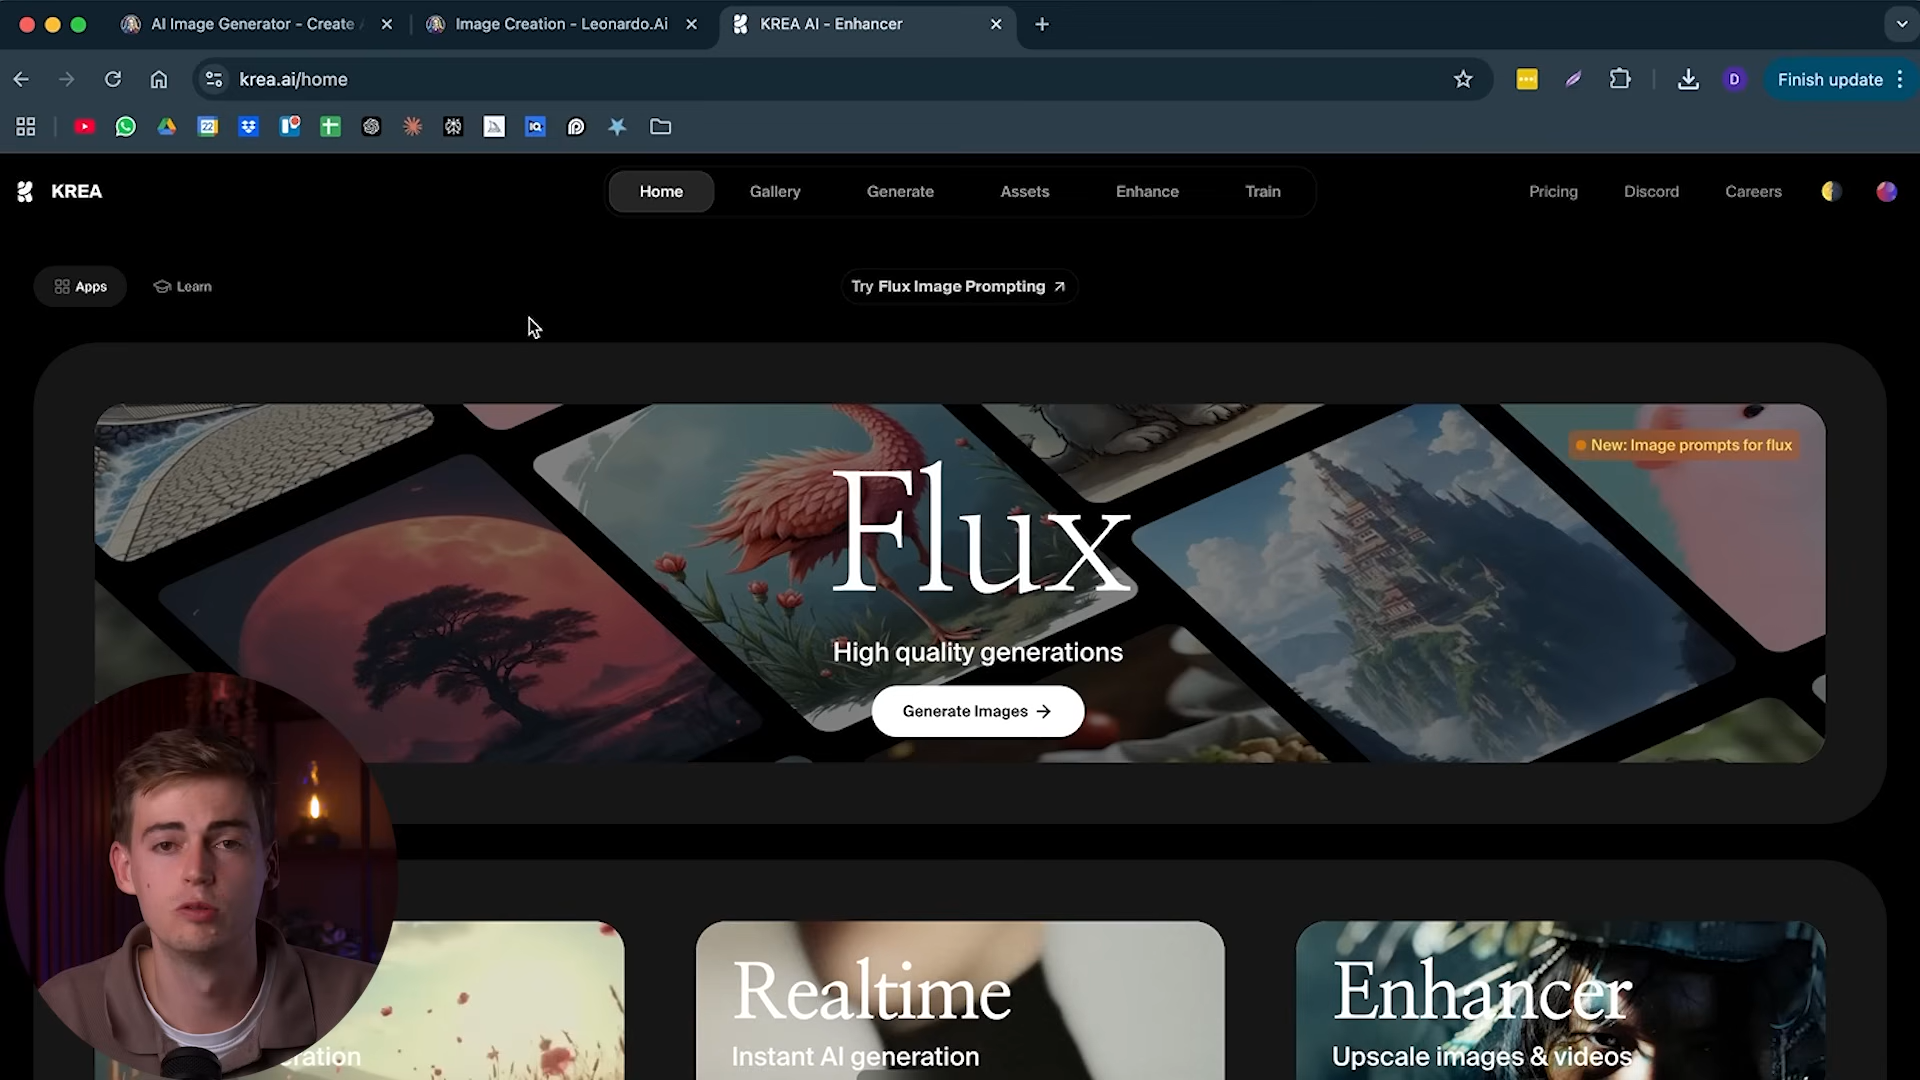 AI Image Generator - Create
Image Creation - Leonardo.Ai
KREA AI - Enhancer
krea.ai/home
D
Finish update
22
IQ
KREA
Home
Gallery
Generate
Assets
Enhance
Train
Pricing
Discord
Careers
Apps
Learn
Try Flux Image Prompting
New: Image prompts for flux
Flux
High quality generations
Generate Images
Realtime
Enhancer
Instant AI generation
Upscale images & videos